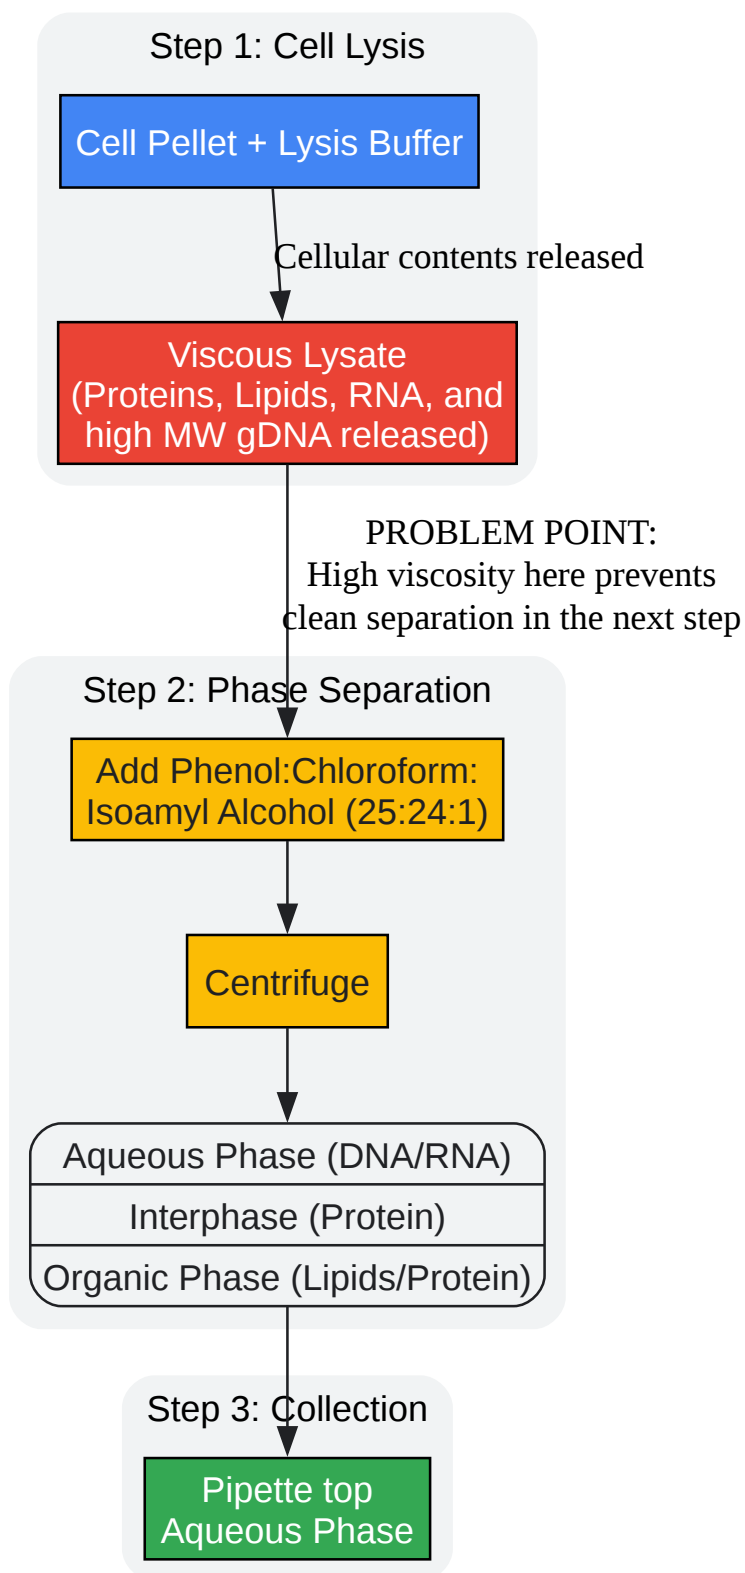 Step 1: Cell Lysis
Cell Pellet + Lysis Buffer
Cellular contents released
Viscous Lysate
(Proteins, Lipids, RNA, and
high MW gDNA released)
PROBLEM POINT:
High viscosity here prevents
clean separation in the next step
Step 2: Phase Separation
Add Phenol:Chloroform:
Isoamyl Alcohol (25:24:1)
Centrifuge
Aqueous Phase (DNA/RNA)
Interphase (Protein)
Organic Phase (Lipids/Protein)
Step 3: Collection
Pipette top
Aqueous Phase